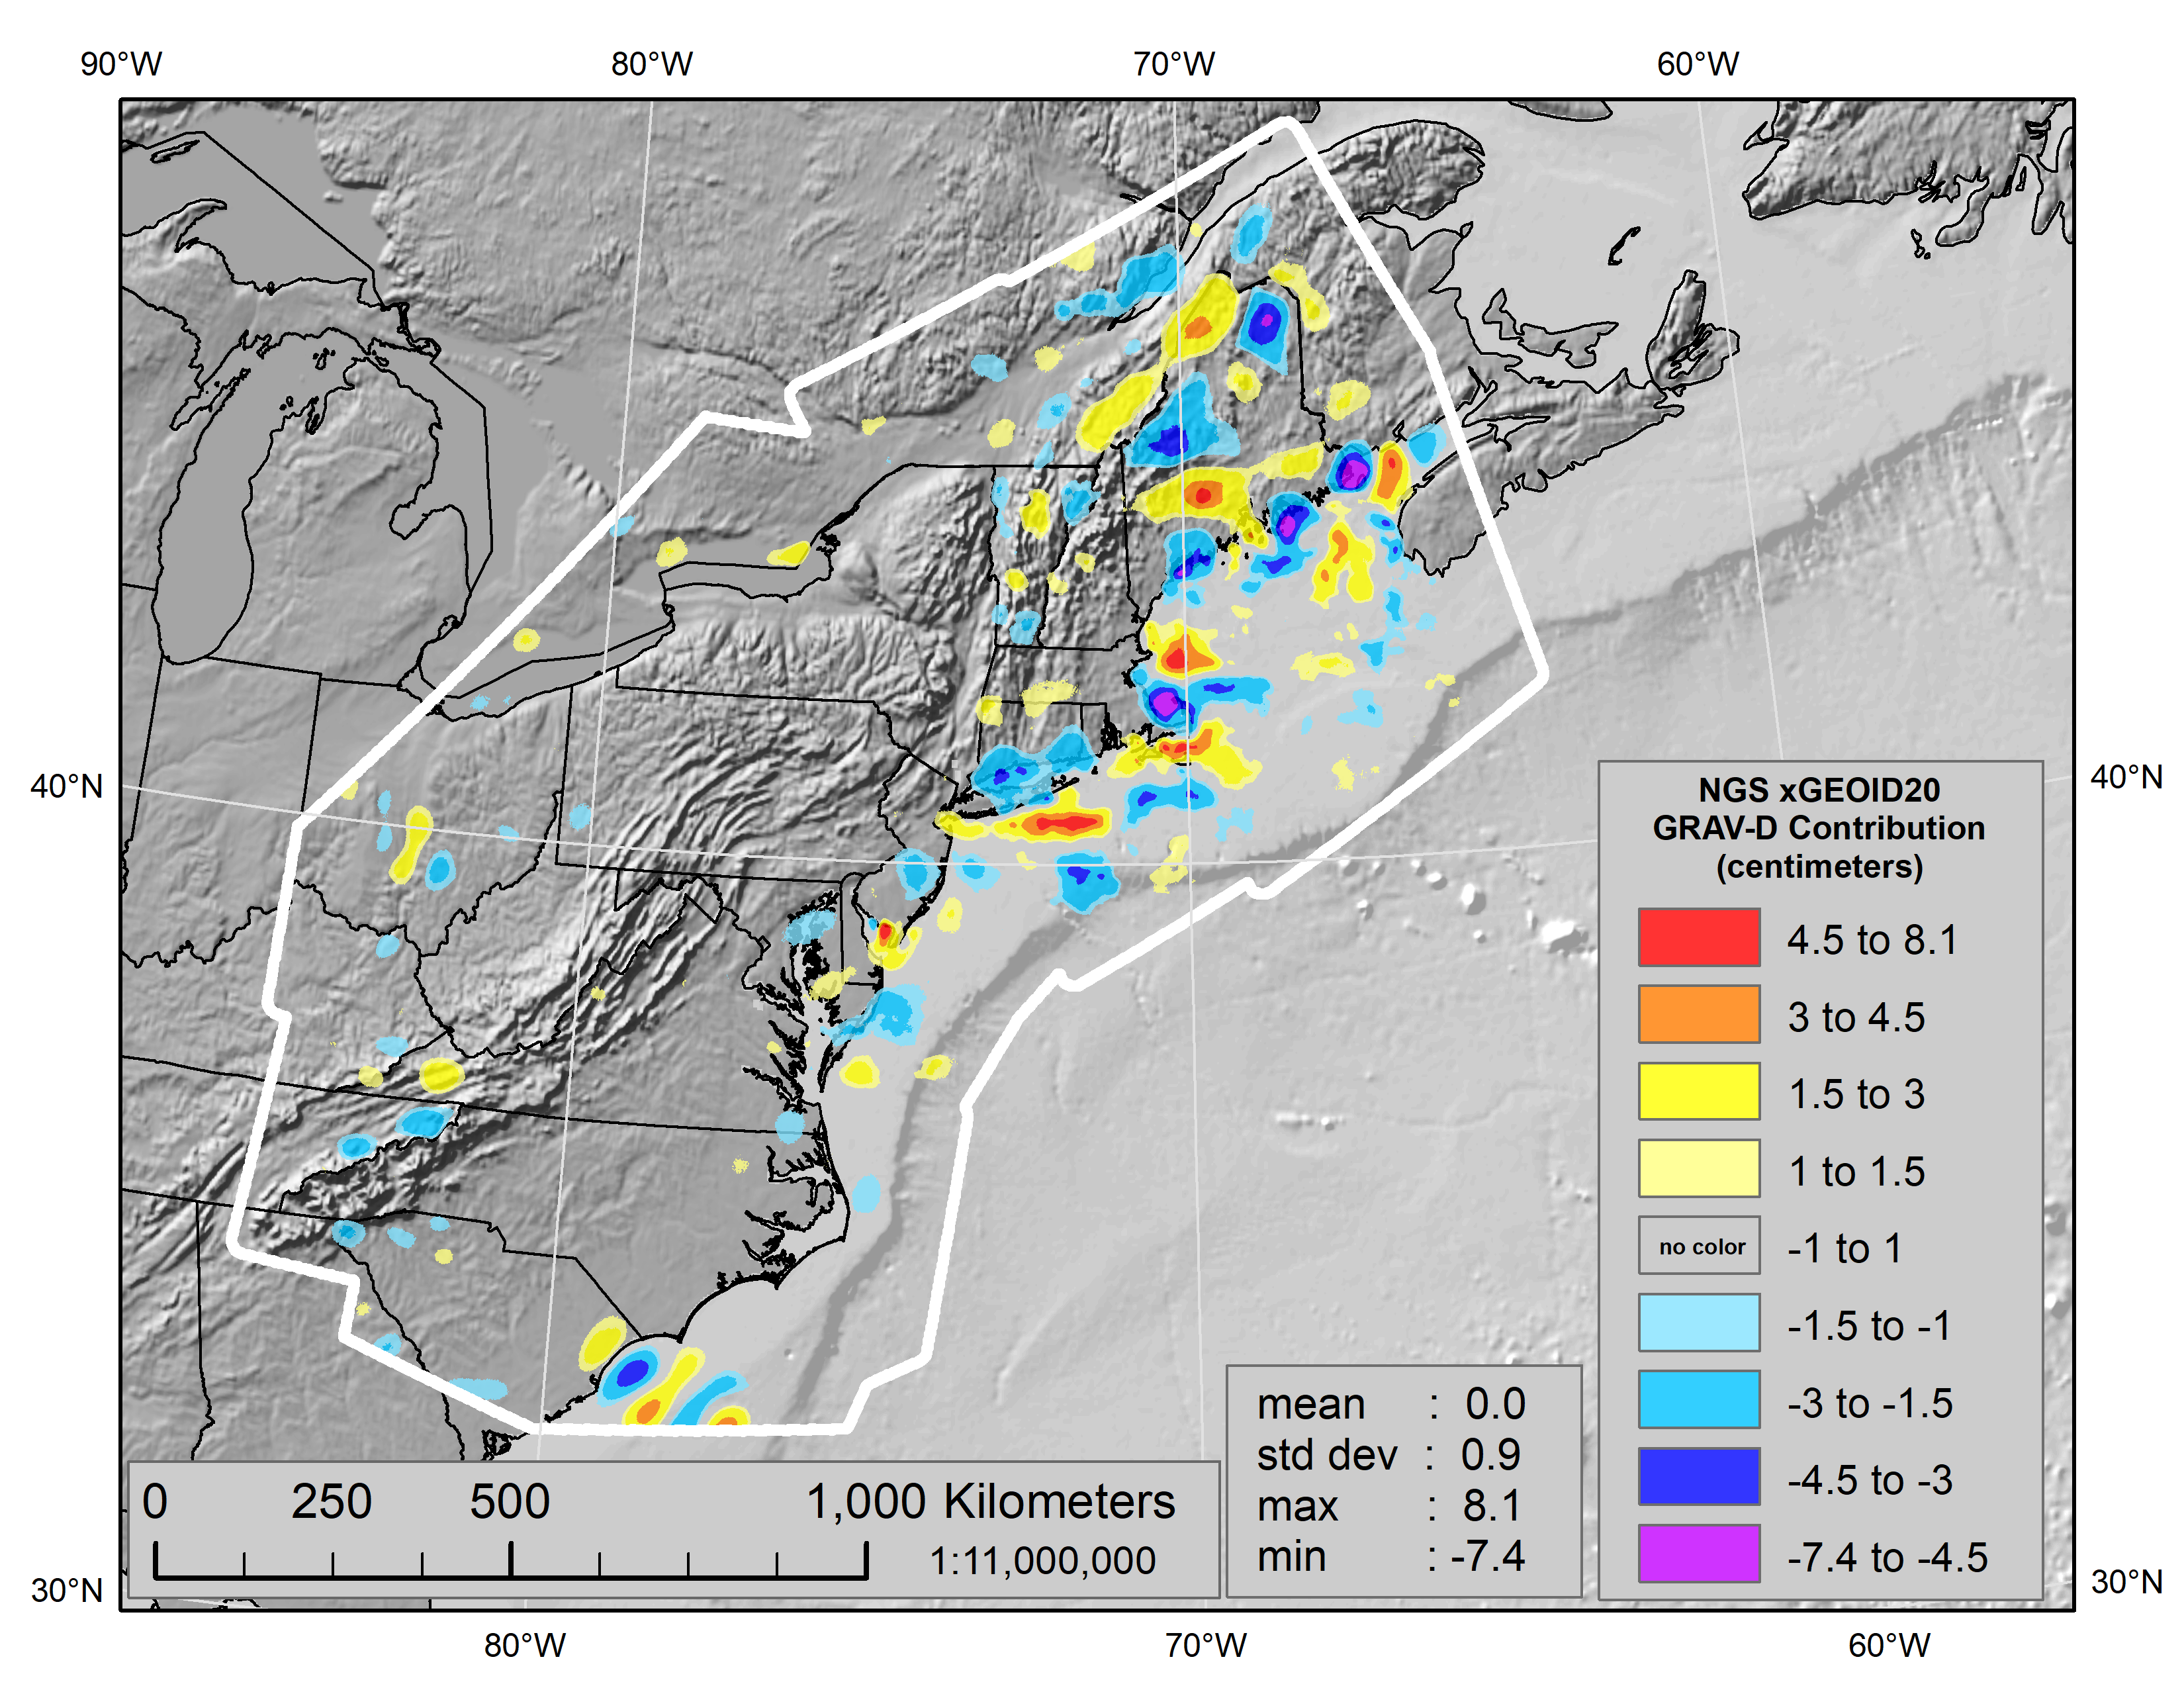 90°W 80°W 70°W 60°W
40°N 40°N
NGS xGEOID20
GRAV-D Contribution
(centimeters)
4.5 to 8.1
3 to 4.5
1.5 to 3
1 to 1.5
no color -1 to 1
-1.5 to -1
-3 to -1.5
-4.5 to -3
-7.4 to -4.5
mean : 0.0
std dev : 0.9
max : 8.1
min : -7.4
0 250 500 1,000 Kilometers
1:11,000,000
30°N 30°N
80°W 70°W 60°W